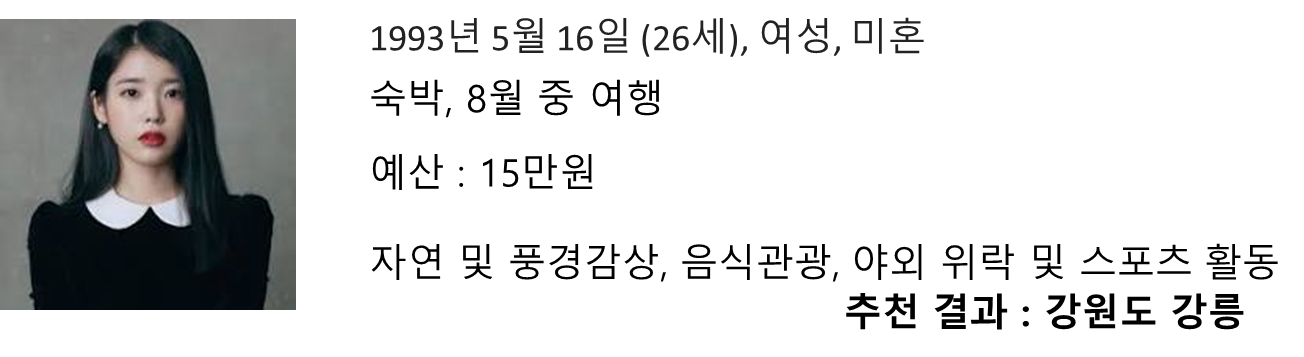 1993년 5월 16일 (26세), 여성, 미혼
숙박, 8월 중 여행
예산 : 15만원
자연 및 풍경감상, 음식관광, 야외 위락 및 스포츠 활동
추천 결과 : 강원도 강릉